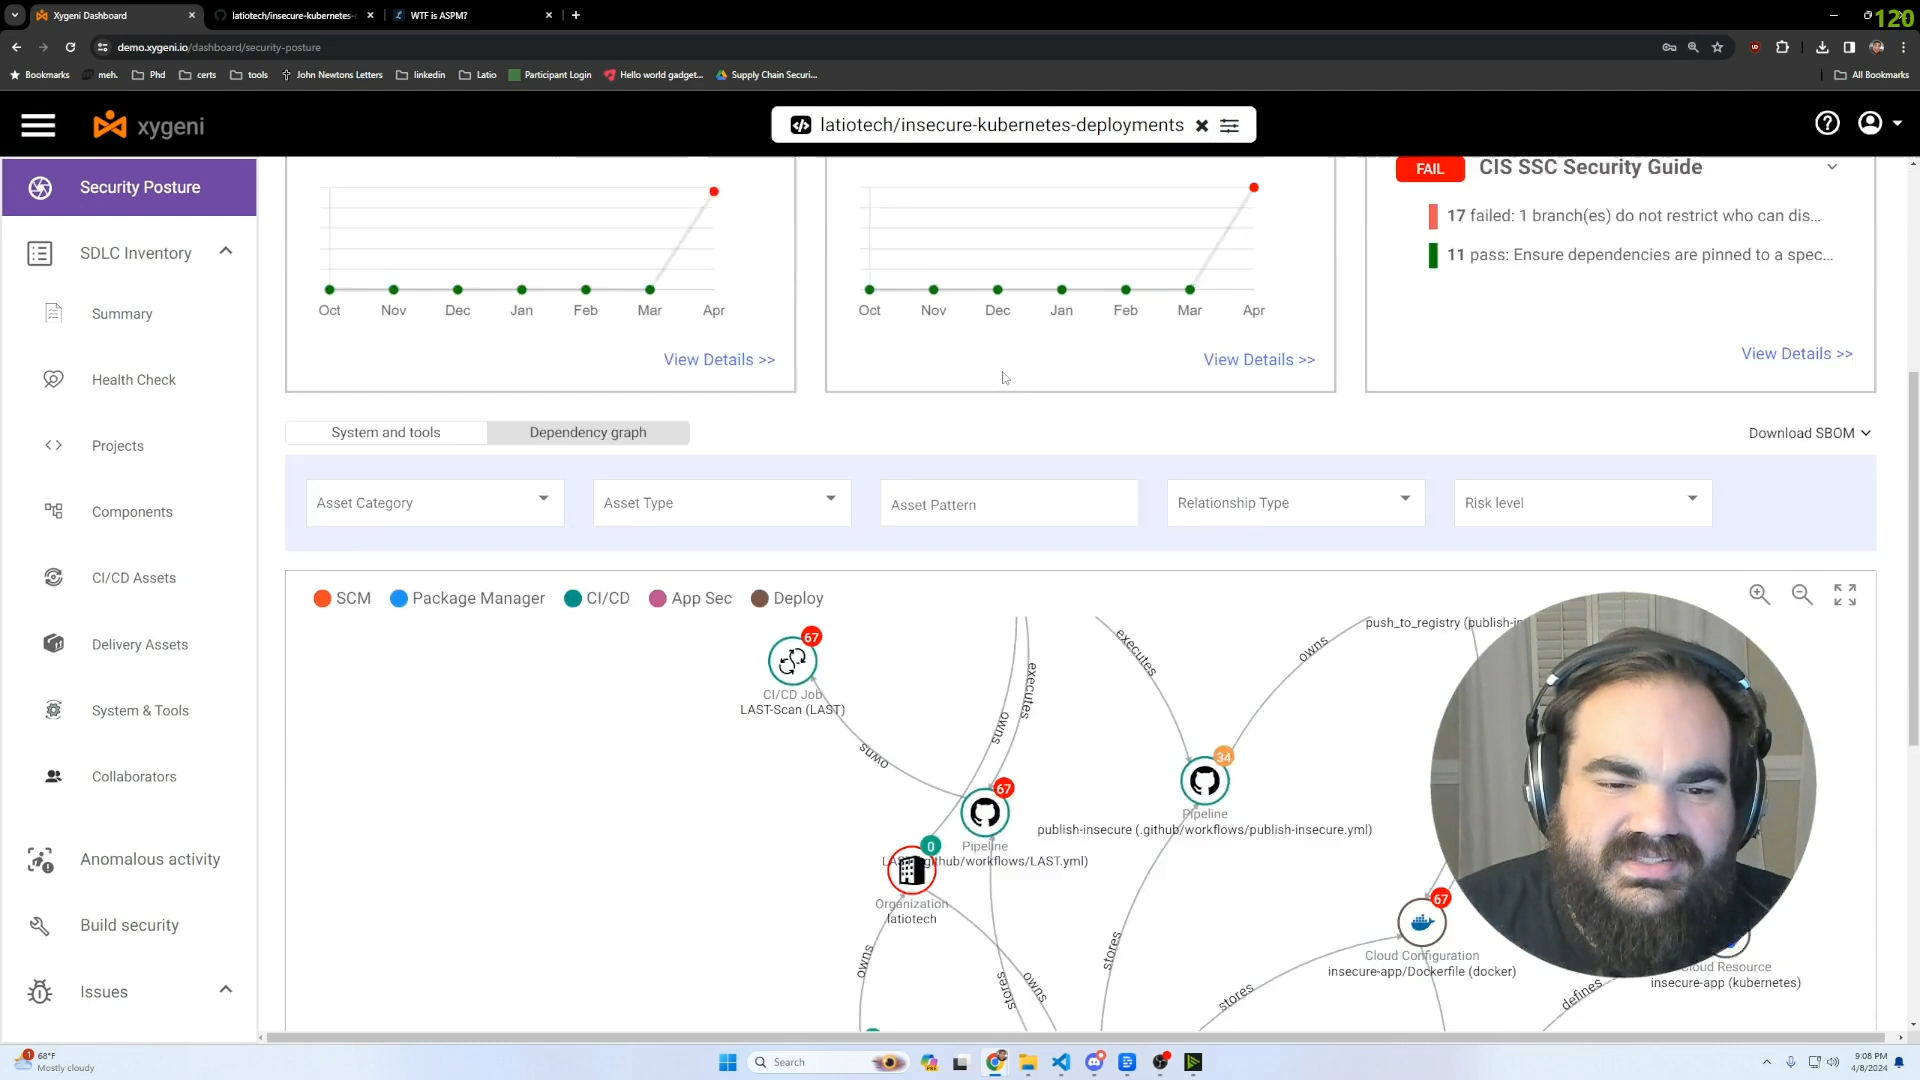 Xygeni Dashboard
latiotech/insecure-kubernetes-
WTF is ASPM?
120
demo.xygeni.io/dashboard/security-posture
Bookmarks
meh.
Phd
certs
tools
John Newtons Letters
linkedin
Latio
Participant Login
Hello world gadget...
Supply Chain Securi...
All Bookmarks
xygeni
latiotech/insecure-kubernetes-deployments
Security Posture
SDLC Inventory
Summary
Health Check
Projects
Components
CI/CD Assets
Delivery Assets
System & Tools
Collaborators
Anomalous activity
Build security
Issues
Oct Nov Dec Jan Feb Mar Apr
View Details >>
Oct Nov Dec Jan Feb Mar Apr
View Details >>
FAIL CIS SSC Security Guide
17 failed: 1 branch(es) do not restrict who can dis...
11 pass: Ensure dependencies are pinned to a spec...
View Details >>
System and tools
Dependency graph
Download SBOM
Asset Category
Asset Type
Asset Pattern
Relationship Type
Risk level
SCM
Package Manager
CI/CD
App Sec
Deploy
67
CI/CD Job
LAST-Scan (LAST)
owns
owns
executes
executes
owns
push_to_registry (publish-in
34
Pipeline
publish-insecure (.github/workflows/publish-insecure.yml)
67
Pipeline
github/workflows/LAST.yml)
0
Organization
latiotech
owns
stores
owns
stores
stores
67
Cloud Configuration
insecure-app/Dockerfile (docker)
Cloud Resource
insecure-app (kubernetes)
defines
1
68°F
Mostly cloudy
Search
9:08 PM
4/8/2024